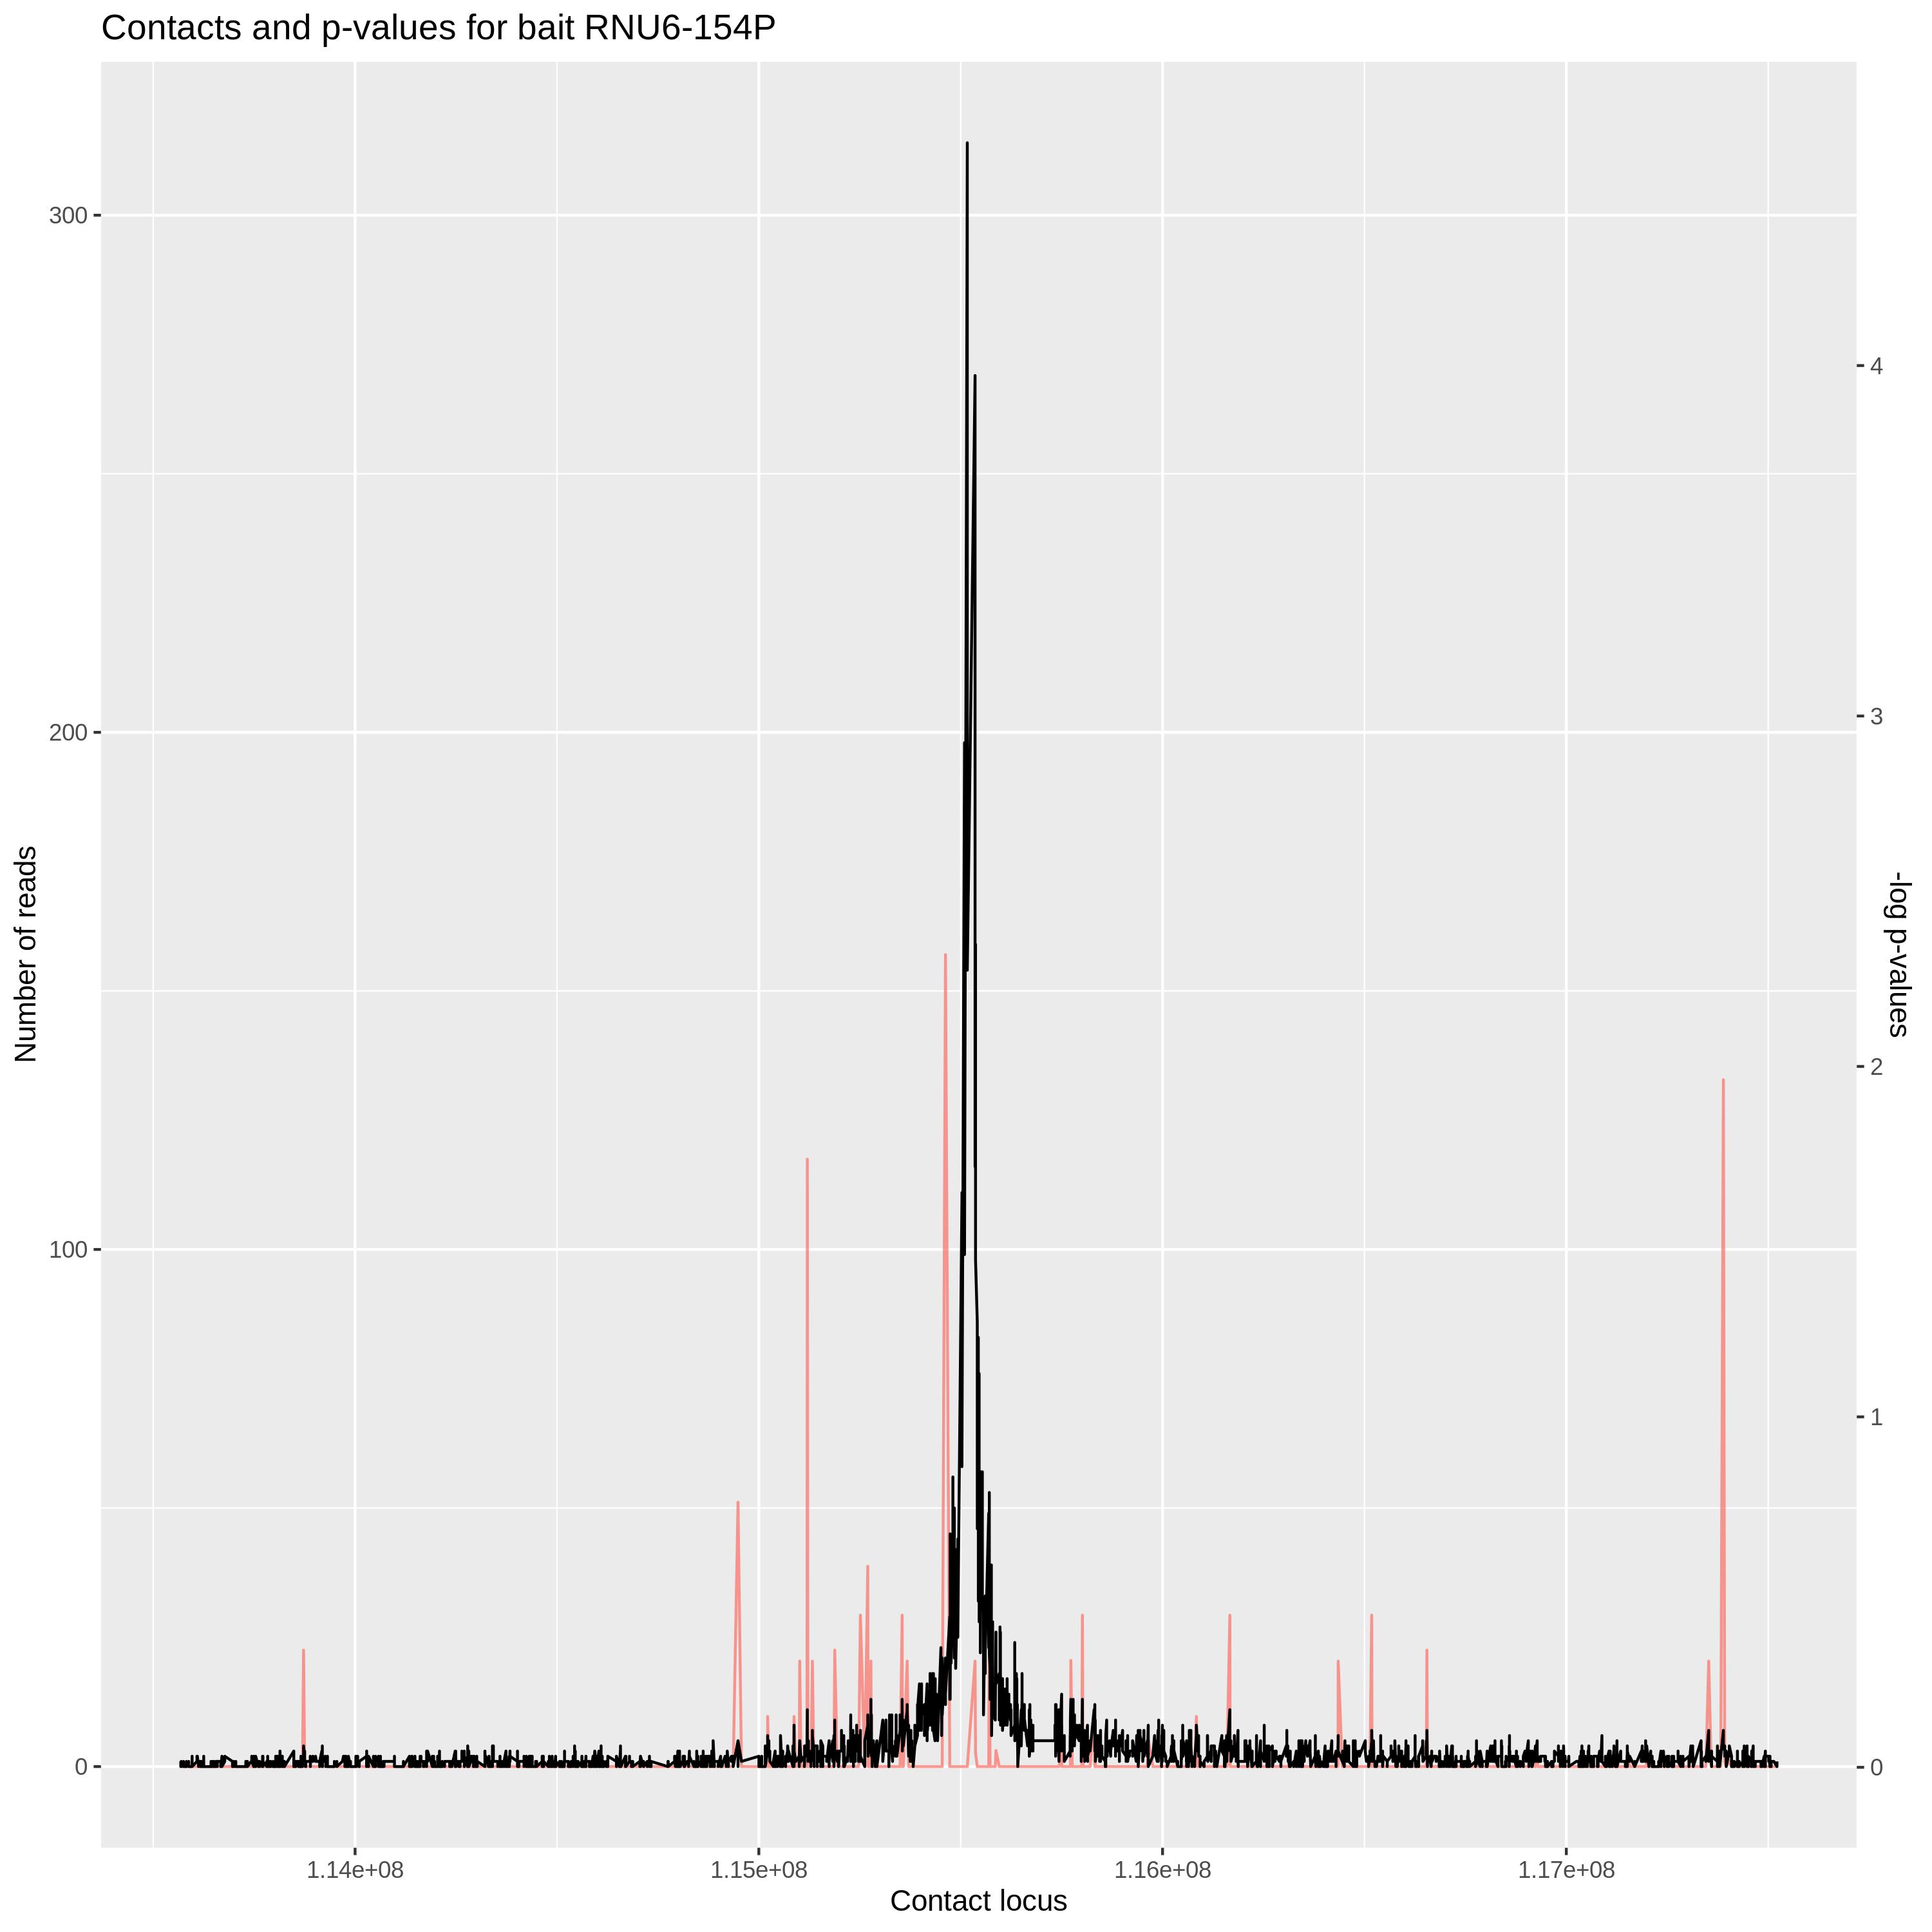 Contacts and p-values for bait RNU6-154P
300
200
100
0
4
3
2
1
0
Number of reads
-log p-values
1.14e+08 1.15e+08 1.16e+08 1.17e+08
Contact locus